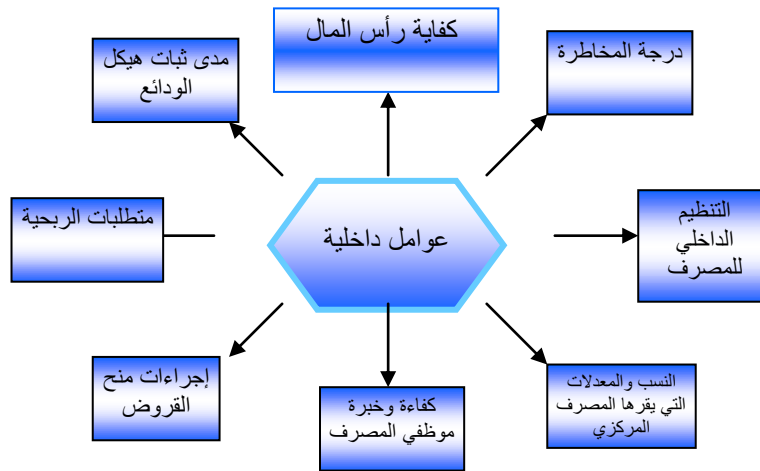 كفاية رأس المال
درجة المخاطرة
مدى ثبات هيكل
الودائع
التنظيم
الداخلي
للمصرف
عوامل داخلية
متطلبات الربحية
النسب والمعدلات
التي يقرها المصرف
المركزي
كفاءة وخبرة
موظفي المصرف
إجراءات منح
القروض